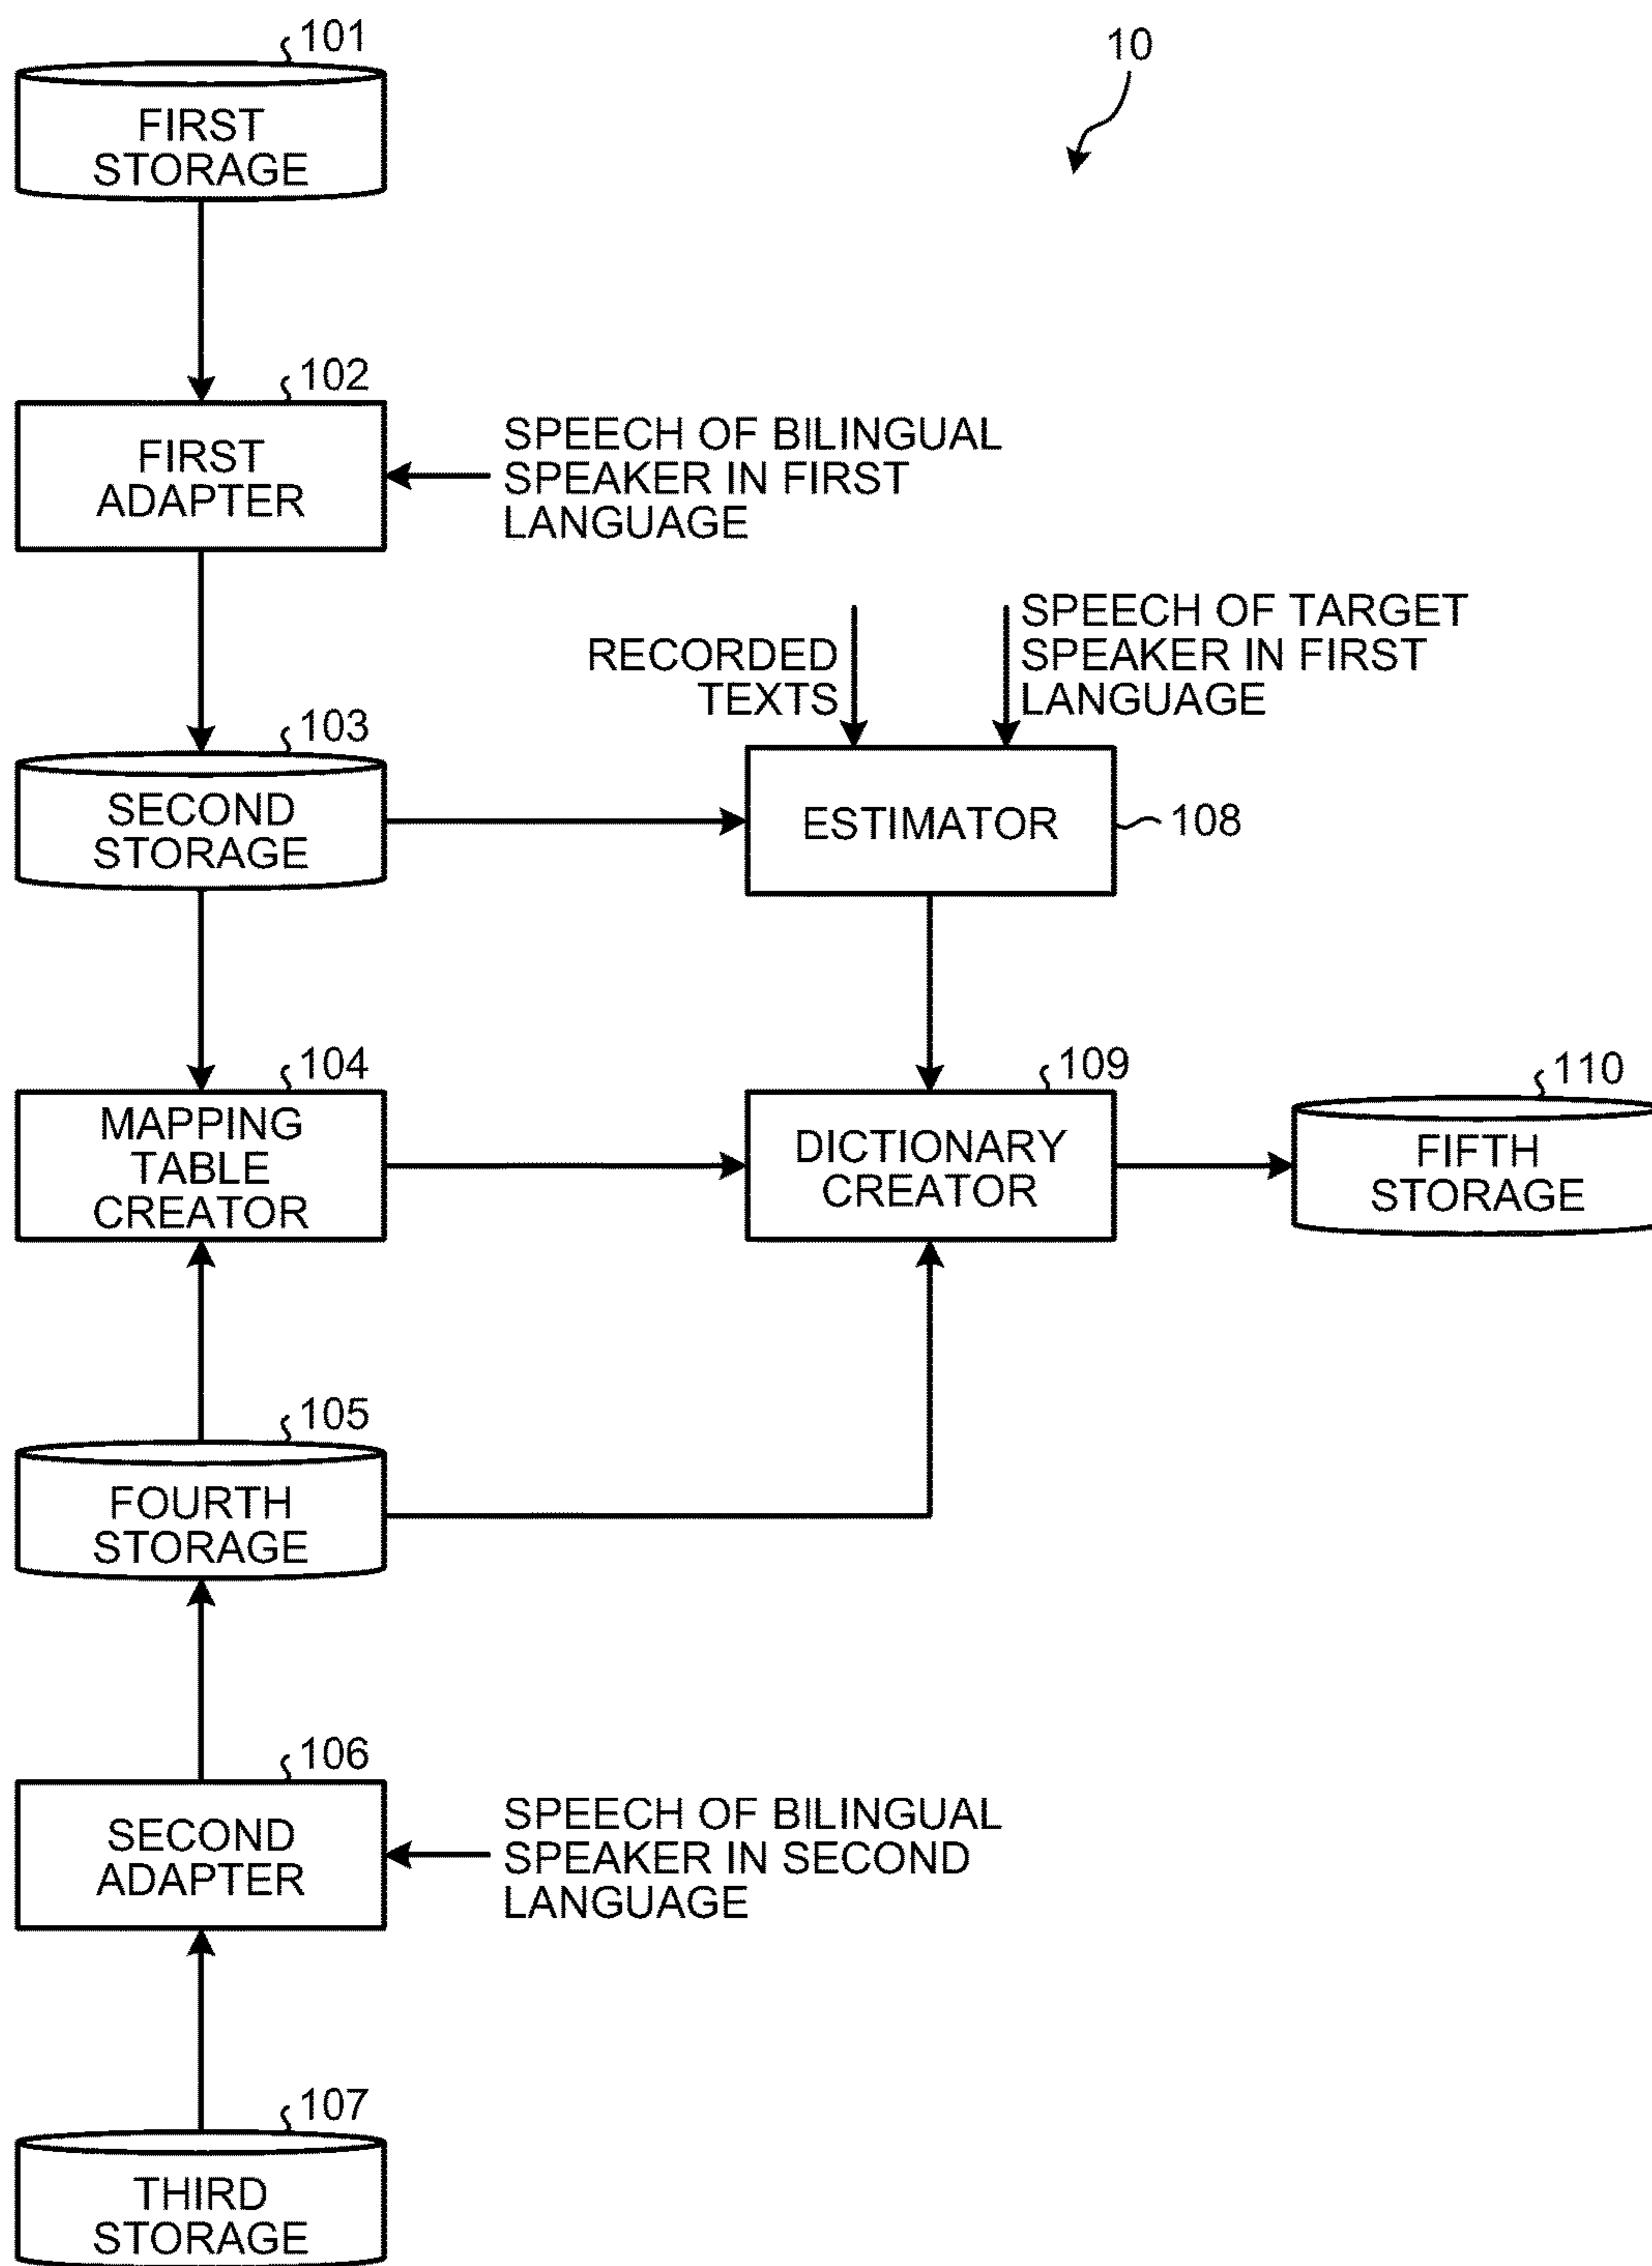 101
10
FIRST
STORAGE
102
FIRST
ADAPTER
SPEECH OF BILINGUAL
SPEAKER IN FIRST
LANGUAGE
RECORDED
TEXTS
SPEECH OF TARGET
SPEAKER IN FIRST
LANGUAGE
103
SECOND
STORAGE
ESTIMATOR
108
104
MAPPING
TABLE
CREATOR
109
DICTIONARY
CREATOR
110
FIFTH
STORAGE
105
FOURTH
STORAGE
106
SECOND
ADAPTER
SPEECH OF BILINGUAL
SPEAKER IN SECOND
LANGUAGE
107
THIRD
STORAGE